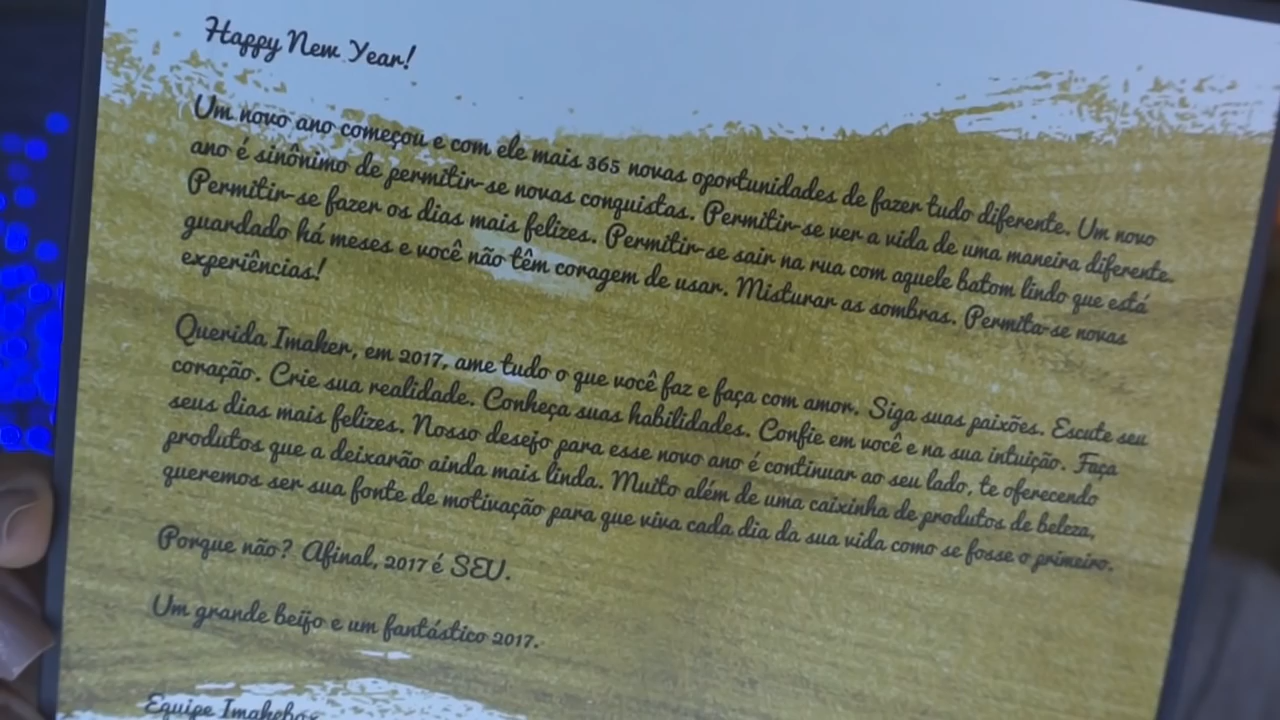 Happy New Year!
Um novo ano começou e com ele mais 365 novas oportunidades de fazer tudo diferente. Um novo
ano é sinônimo de permitir-se novas conquistas. Permitir-se ver a vida de uma maneira diferente.
Permitir-se fazer os dias mais felizes. Permitir-se sair na rua com aquele batom lindo que está
guardado há meses e você não têm coragem de usar. Misturar as sombras. Permita-se novas
experiências!
Querida Imaker, em 2017, ame tudo o que você faz e faça com amor. Siga suas paixões. Escute seu
coração. Crie sua realidade. Conheça suas habilidades. Confie em você e na sua intuição. Faça
seus dias mais felizes. Nosso desejo para esse novo ano é continuar ao seu lado, te oferecendo
produtos que a deixarão ainda mais linda. Muito além de uma caixinha de produtos de beleza,
queremos ser sua fonte de motivação para que viva cada dia da sua vida como se fosse o primeiro.
Porque não? Afinal, 2017 é SEU.
Um grande beijo e um fantástico 2017.
Equipe Imakebox